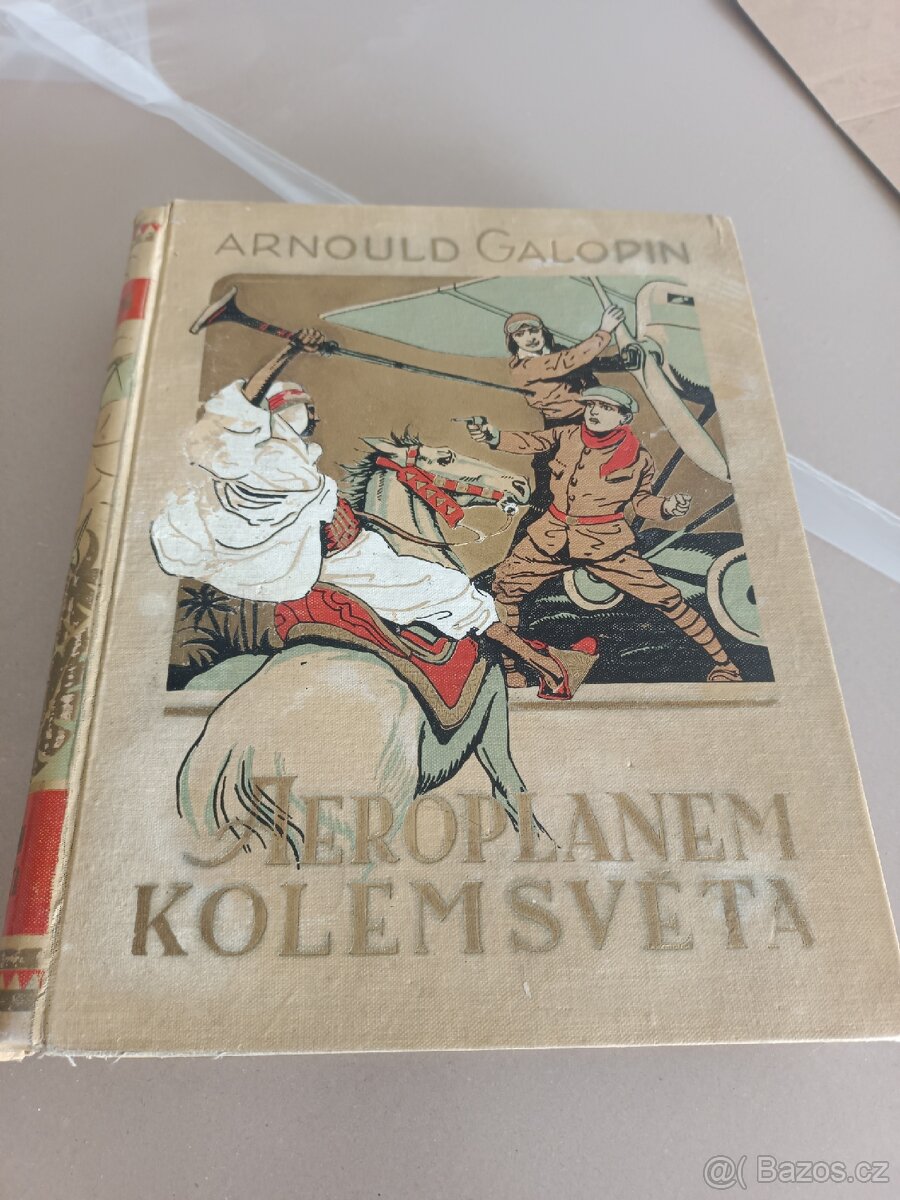 ARNOULD GALOPIN
AEROPLANEM
KOLEM SVĚTA
@( Bazos.cz